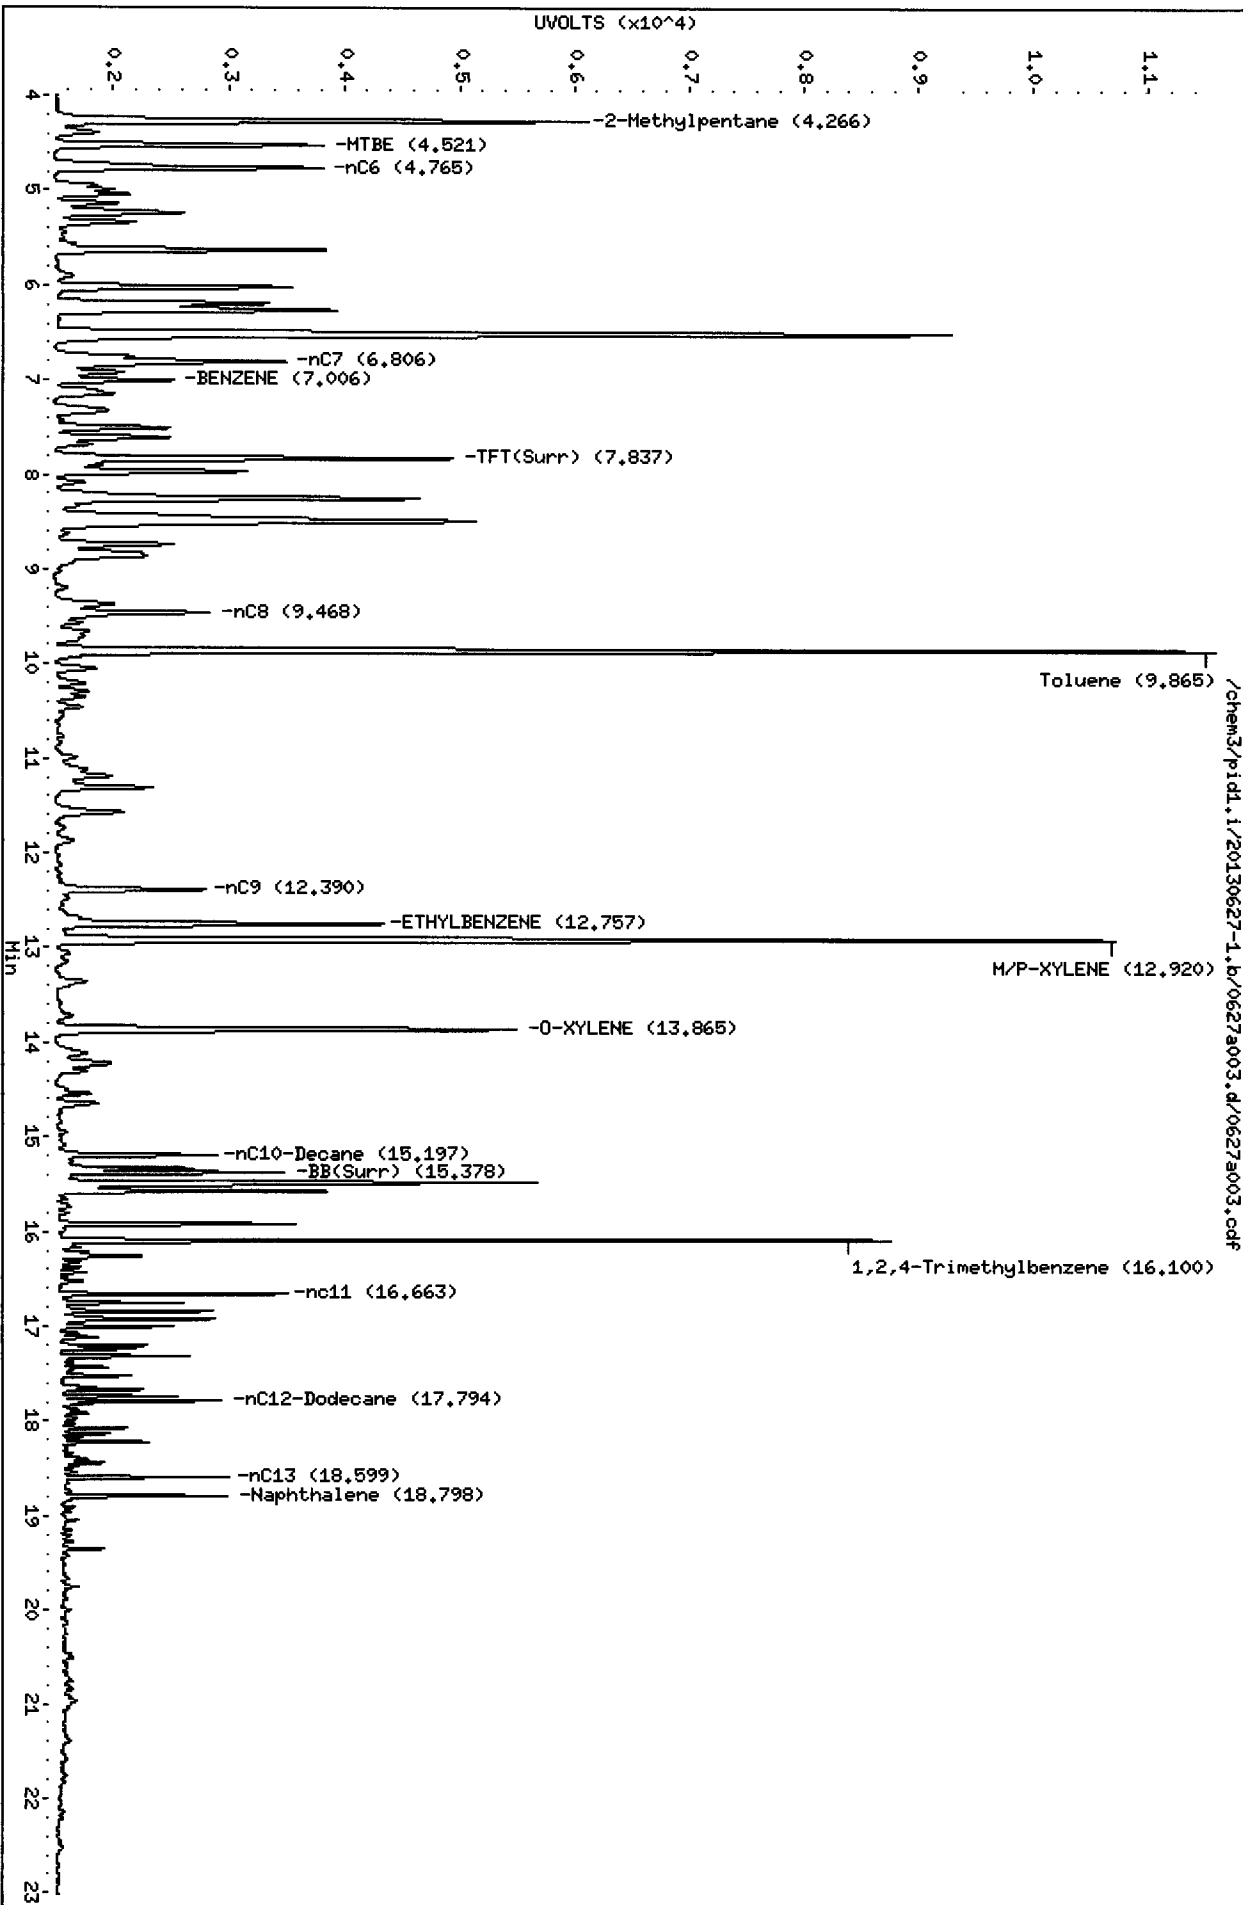 UVOLTS (x10^4)
0.2
0.3
0.4
0.5
0.6
0.7
0.8
0.9
1.0
1.1
4
5
6
7
8
9
10
11
12
13
14
15
16
17
18
19
20
21
22
23
Min
-2-Methylpentane (4.266)
-MTBE (4.521)
-nC6 (4.765)
-nC7 (6.806)
-BENZENE (7.006)
-TFT(Surr) (7.837)
-nC8 (9.468)
Toluene (9.865)
-nC9 (12.390)
-ETHYLBENZENE (12.757)
M/P-XYLENE (12.920)
-O-XYLENE (13.865)
-nC10-Decane (15.197)
-BB(Surr) (15.378)
1,2,4-Trimethylbenzene (16.100)
-nc11 (16.663)
-nC12-Dodecane (17.794)
-nC13 (18.599)
-Naphthalene (18.798)
/chem3/pid1.i/20130627-1.b/0627a003.d/0627a003.cdf